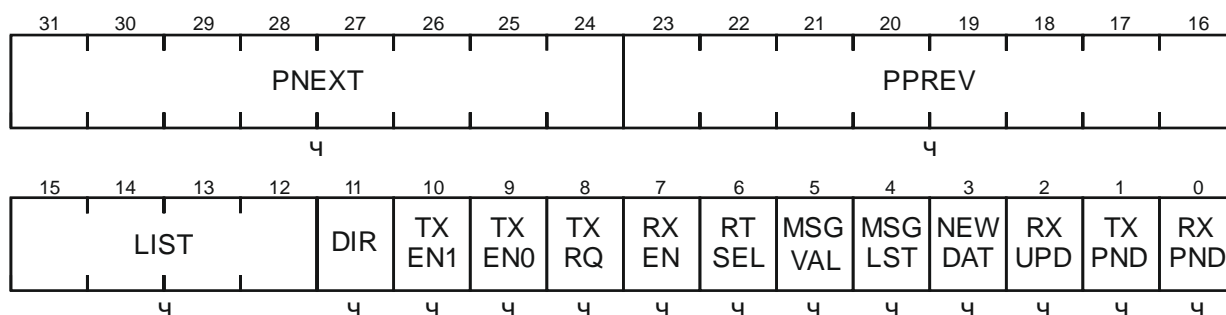 31 30 29 28 27 26 25 24 23 22 21 20 19 18 17 16
PNEXT PPREV
ч ч
15 14 13 12 11 10 9 8 7 6 5 4 3 2 1 0
LIST DIR TX EN1 TX EN0 TX RQ RX EN RT SEL MSG VAL MSG LST NEW DAT RX UPD TX PND RX PND
ч ч ч ч ч ч ч ч ч ч ч ч ч